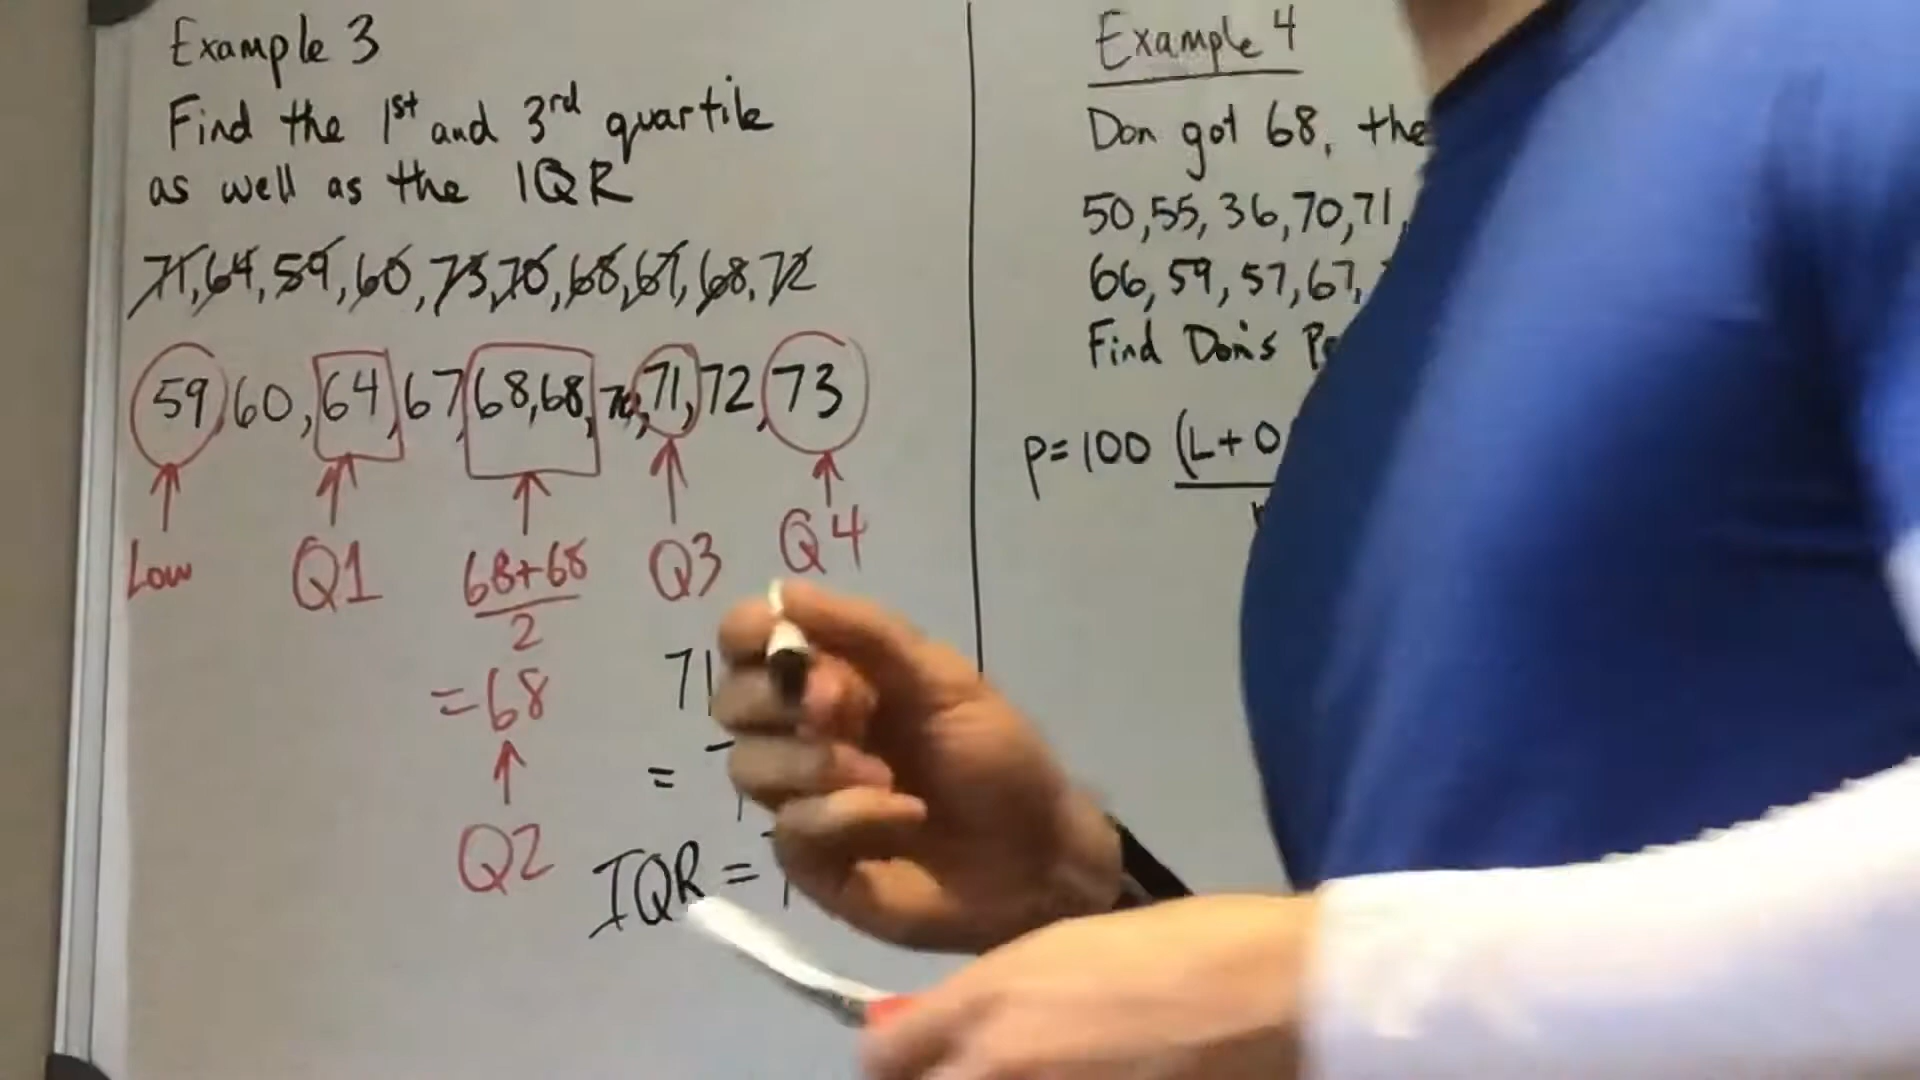 Example 3
Find the 1st and 3rd quartile
as well as the IQR
71, 64, 59, 60, 73, 70, 68, 67, 68, 72
59, 60, 64, 67, 68, 68, 70, 71, 72, 73
Low
Q1
68+68
2
=68
Q2
Q3
Q4
71
=
IQR =
Example 4
Don got 68, the
50, 55, 36, 70, 71,
66, 59, 57, 67,
Find Don's
p= 100 (L+0